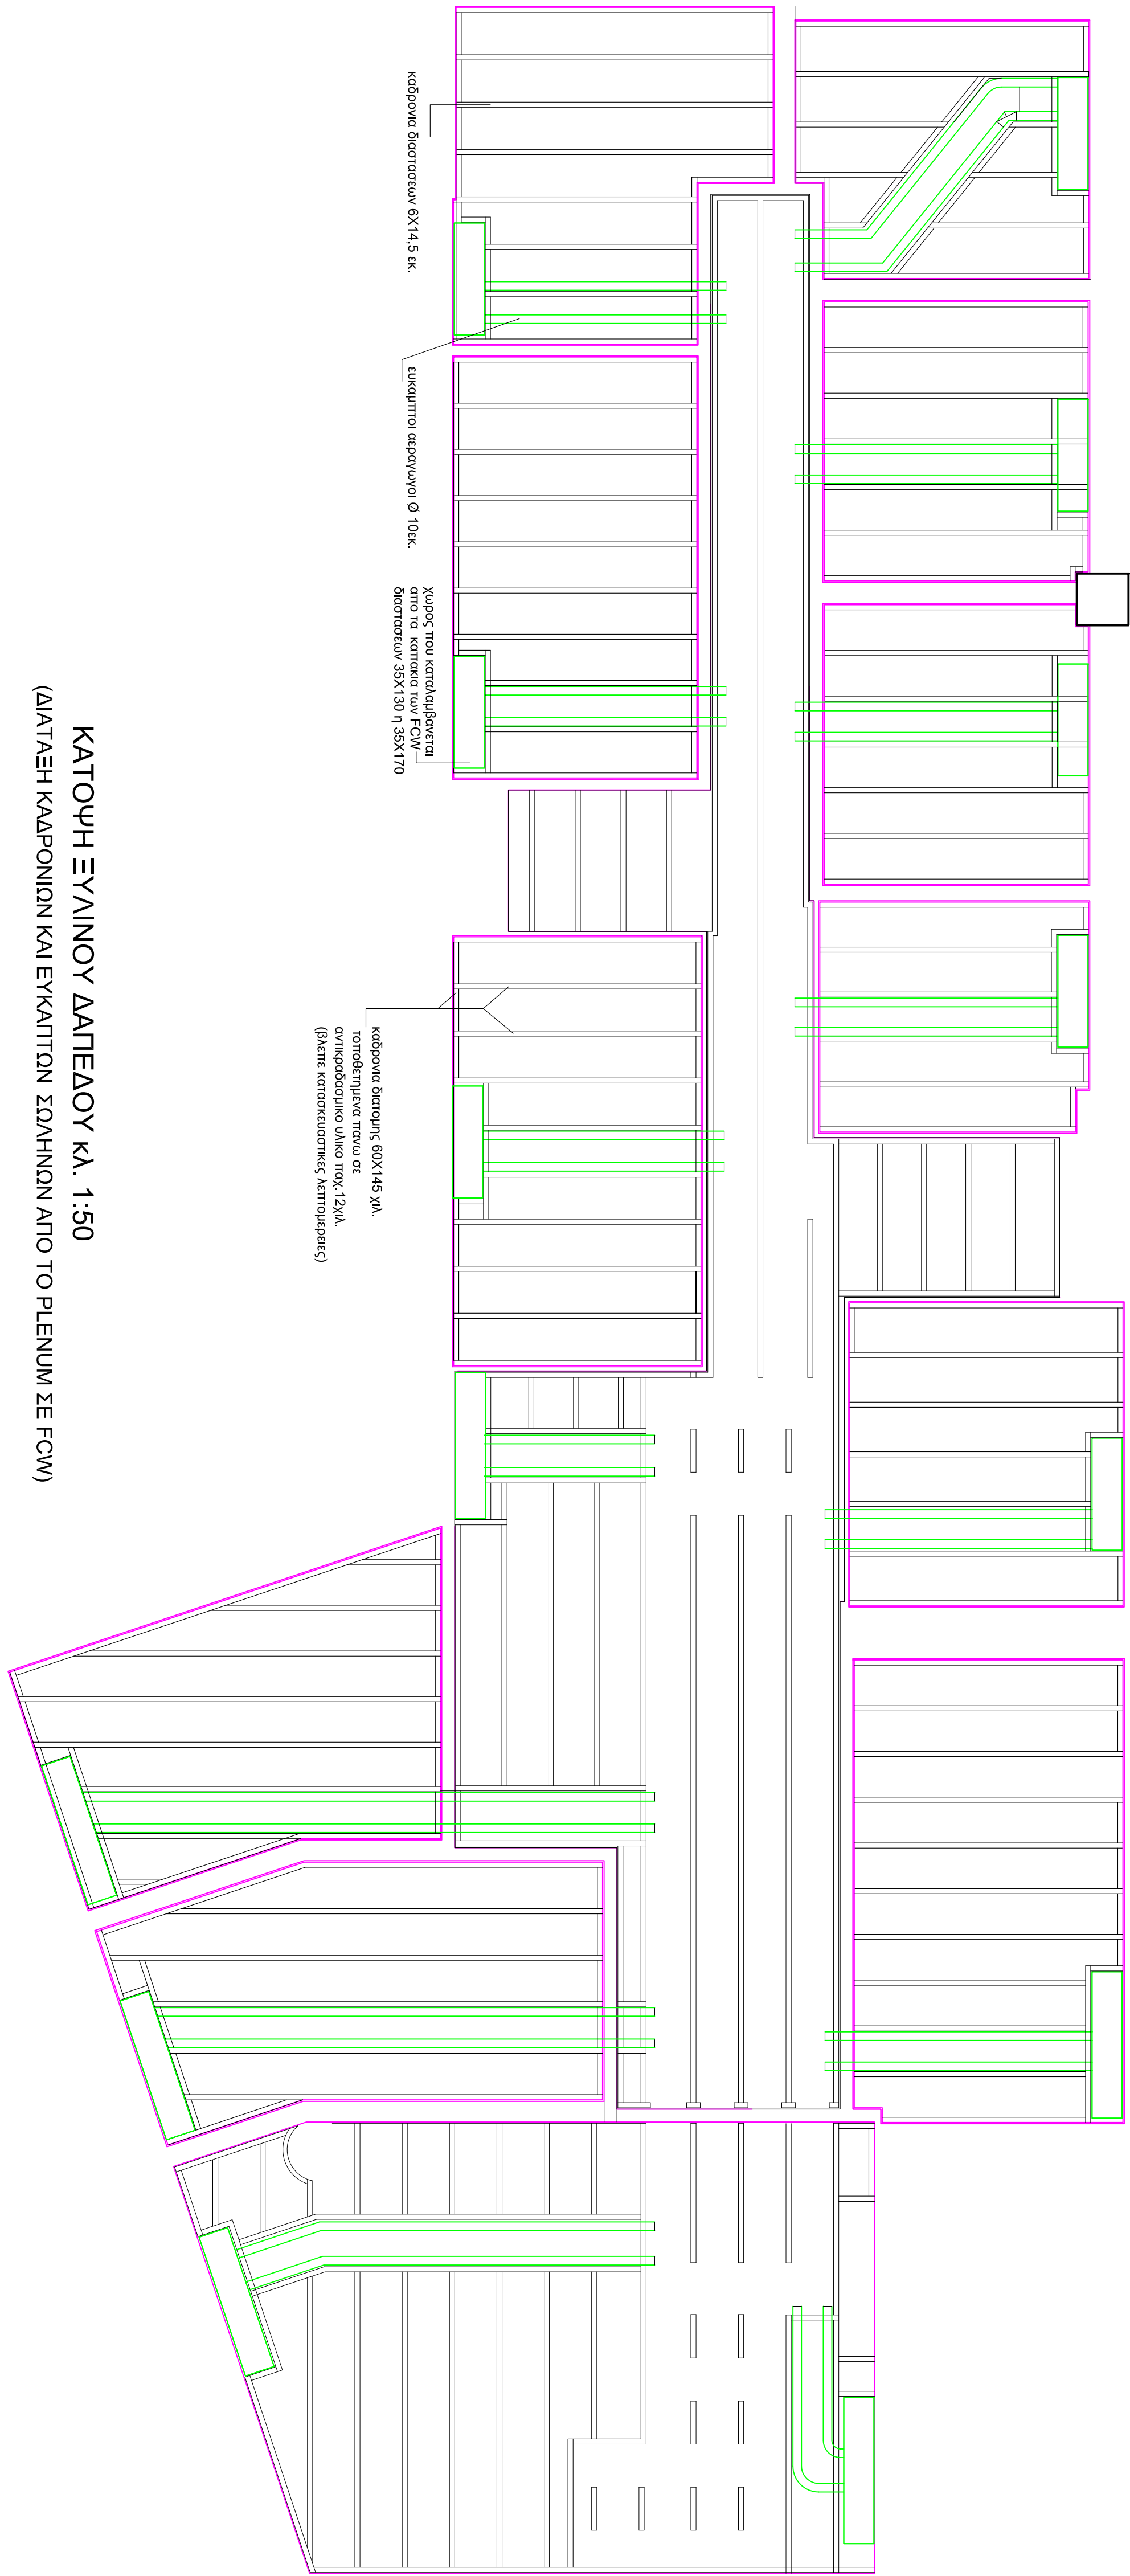 καδρονια διαστασεων 6Χ14,5 εκ.
ευκαμπτοι αεραγωγοι Ø 10εκ.
χωρος που καταλαμβανεται
απο τα καπακια των FCW
διαστασεων 35Χ130 η 35Χ170
καδρονια διατομης 60Χ145 χιλ.
τοποθετημενα πανω σε
αντικραδασμικο υλικο παχ.12χιλ.
(βλεπε κατασκευαστικες λεπτομερειες)
ΚΑΤΟΨΗ ΞΥΛΙΝΟΥ ΔΑΠΕΔΟΥ κλ. 1:50
(ΔΙΑΤΑΞΗ ΚΑΔΡΟΝΙΩΝ ΚΑΙ ΕΥΚΑΠΤΩΝ ΣΩΛΗΝΩΝ ΑΠΟ ΤΟ PLENUM ΣΕ FCW)